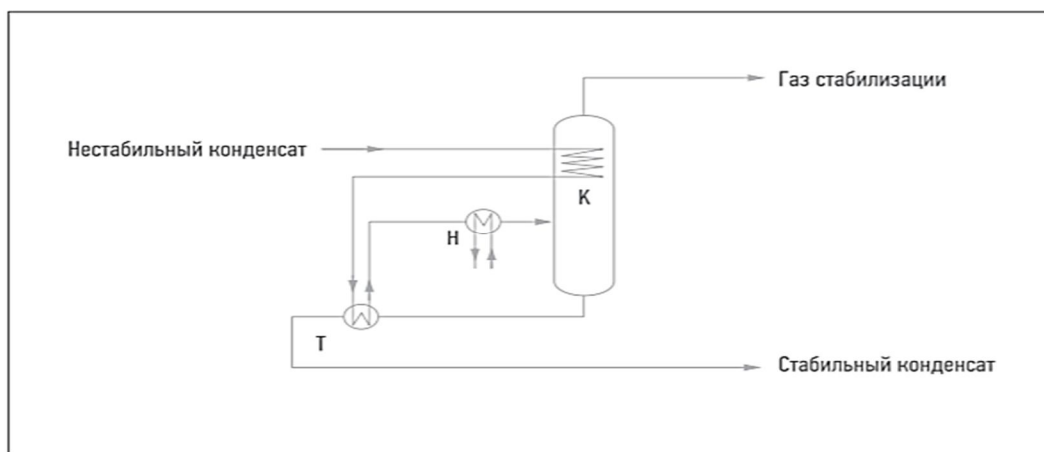 Газ стабилизации
Нестабильный конденсат
К
Н
Т
Стабильный конденсат